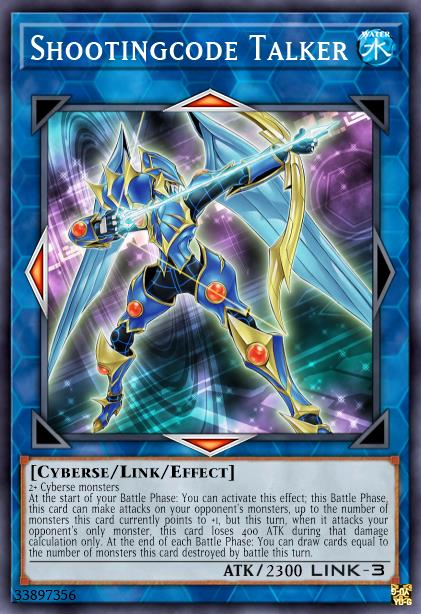 Shootingcode Talker
WATER
水
[Cyberse/Link/Effect]
2+ Cyberse monsters
At the start of your Battle Phase: You can activate this effect; this Battle Phase,
this card can make attacks on your opponent's monsters, up to the number of
monsters this card currently points to +1, but this turn, when it attacks your
opponent's only monster, this card loses 400 ATK during that damage
calculation only. At the end of each Battle Phase: You can draw cards equal to
the number of monsters this card destroyed by battle this turn.
ATK/2300 LINK-3
33897356